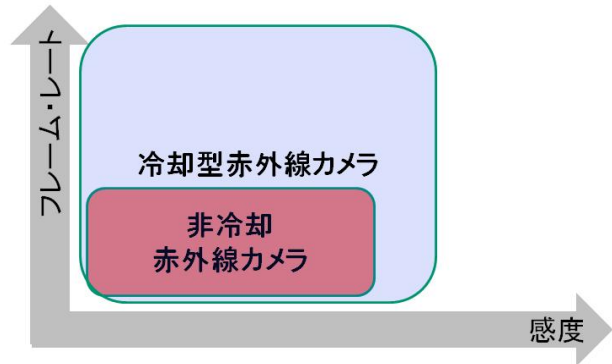 フレーム・レート
冷却型赤外線カメラ
非冷却
赤外線カメラ
感度